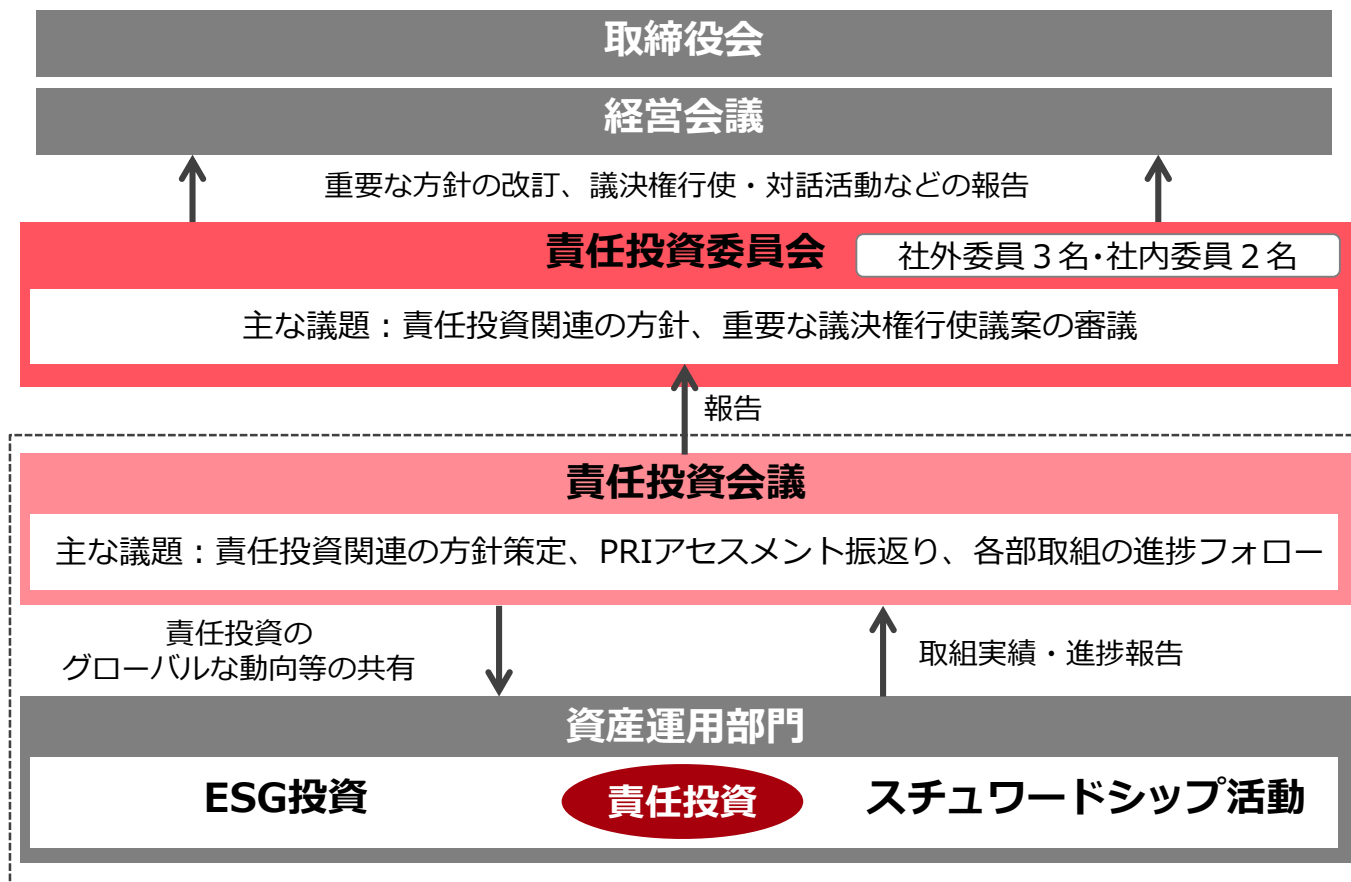 取締役会
経営会議
重要な方針の改訂、議決権行使・対話活動などの報告
責任投資委員会
社外委員３名･社内委員２名
主な議題：責任投資関連の方針、重要な議決権行使議案の審議
報告
責任投資会議
主な議題：責任投資関連の方針策定、PRIアセスメント振返り、各部取組の進捗フォロー
責任投資の
グローバルな動向等の共有
取組実績・進捗報告
資産運用部門
ESG投資
責任投資
スチュワードシップ活動